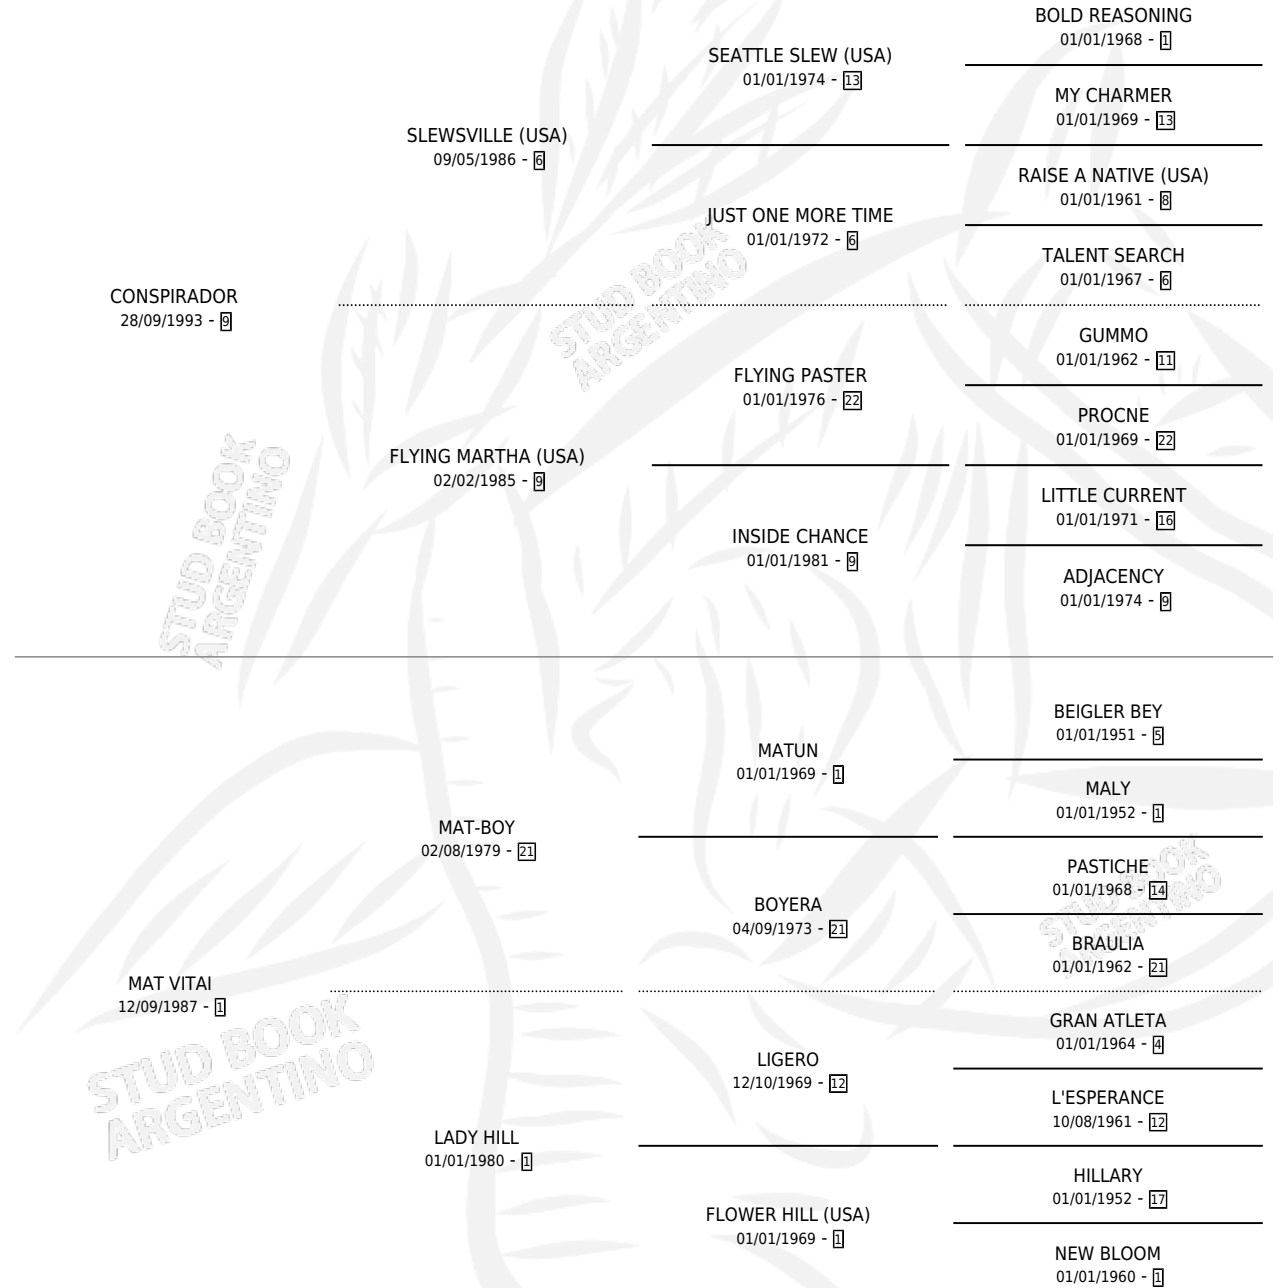 BOLD REASONING
01/01/1968 - 1
SEATTLE SLEW (USA)
01/01/1974 - 13
MY CHARMER
01/01/1969 - 13
SLEWSVILLE (USA)
09/05/1986 - 6
RAISE A NATIVE (USA)
01/01/1961 - 8
JUST ONE MORE TIME
01/01/1972 - 6
TALENT SEARCH
01/01/1967 - 6
CONSPIRADOR
28/09/1993 - 9
STUD BOOK
ARGENTINO
GUMMO
01/01/1962 - 11
FLYING PASTER
01/01/1976 - 22
PROCNE
01/01/1969 - 22
FLYING MARTHA (USA)
02/02/1985 - 9
LITTLE CURRENT
01/01/1971 - 16
INSIDE CHANCE
01/01/1981 - 9
ADJACENCY
01/01/1974 - 9
STUD BOOK
ARGENTINO
BEIGLER BEY
01/01/1951 - 5
MATUN
01/01/1969 - 1
MALY
01/01/1952 - 1
MAT-BOY
02/08/1979 - 21
PASTICHE
01/01/1968 - 14
BOYERA
04/09/1973 - 21
BRAULIA
01/01/1962 - 21
STUD BOOK
ARGENTINO
MAT VITAI
12/09/1987 - 1
GRAN ATLETA
01/01/1964 - 4
LIGERO
12/10/1969 - 12
L'ESPERANCE
10/08/1961 - 12
STUD BOOK
ARGENTINO
LADY HILL
01/01/1980 - 1
HILLARY
01/01/1952 - 17
FLOWER HILL (USA)
01/01/1969 - 1
NEW BLOOM
01/01/1960 - 1